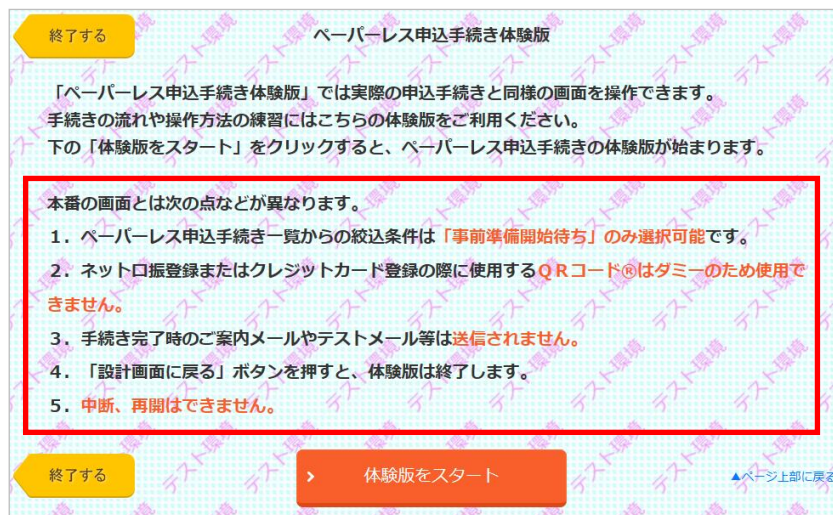 終了する
ペーパーレス申込手続き体験版
「ペーパーレス申込手続き体験版」では実際の申込手続きと同様の画面を操作できます。
手続きの流れや操作方法の練習にはこちらの体験版をご利用ください。
下の「体験版をスタート」をクリックすると、ペーパーレス申込手続きの体験版が始まります。
本番の画面とは次の点などが異なります。
１．ペーパーレス申込手続き一覧からの絞込条件は「事前準備開始待ち」のみ選択可能です。
２．ネット口振登録またはクレジットカード登録の際に使用するＱＲコード®はダミーのため使用で
きません。
３．手続き完了時のご案内メールやテストメール等は送信されません。
４．「設計画面に戻る」ボタンを押すと、体験版は終了します。
５．中断、再開はできません。
終了する
体験版をスタート
▲ページ上部に戻る
テスト環境